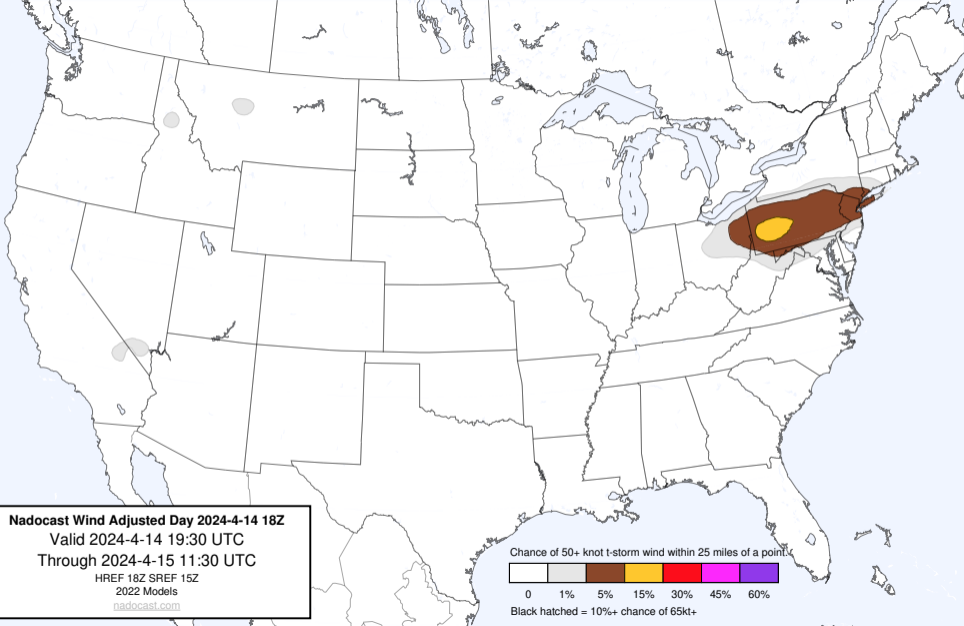 Nadocast Wind Adjusted Day 2024-4-14 18Z
Valid 2024-4-14 19:30 UTC
Through 2024-4-15 11:30 UTC
HREF 18Z SREF 15Z
2022 Models
nadocast.com
Chance of 50+ knot t-storm wind within 25 miles of a point.
0 1% 5% 15% 30% 45% 60%
Black hatched = 10%+ chance of 65kt+